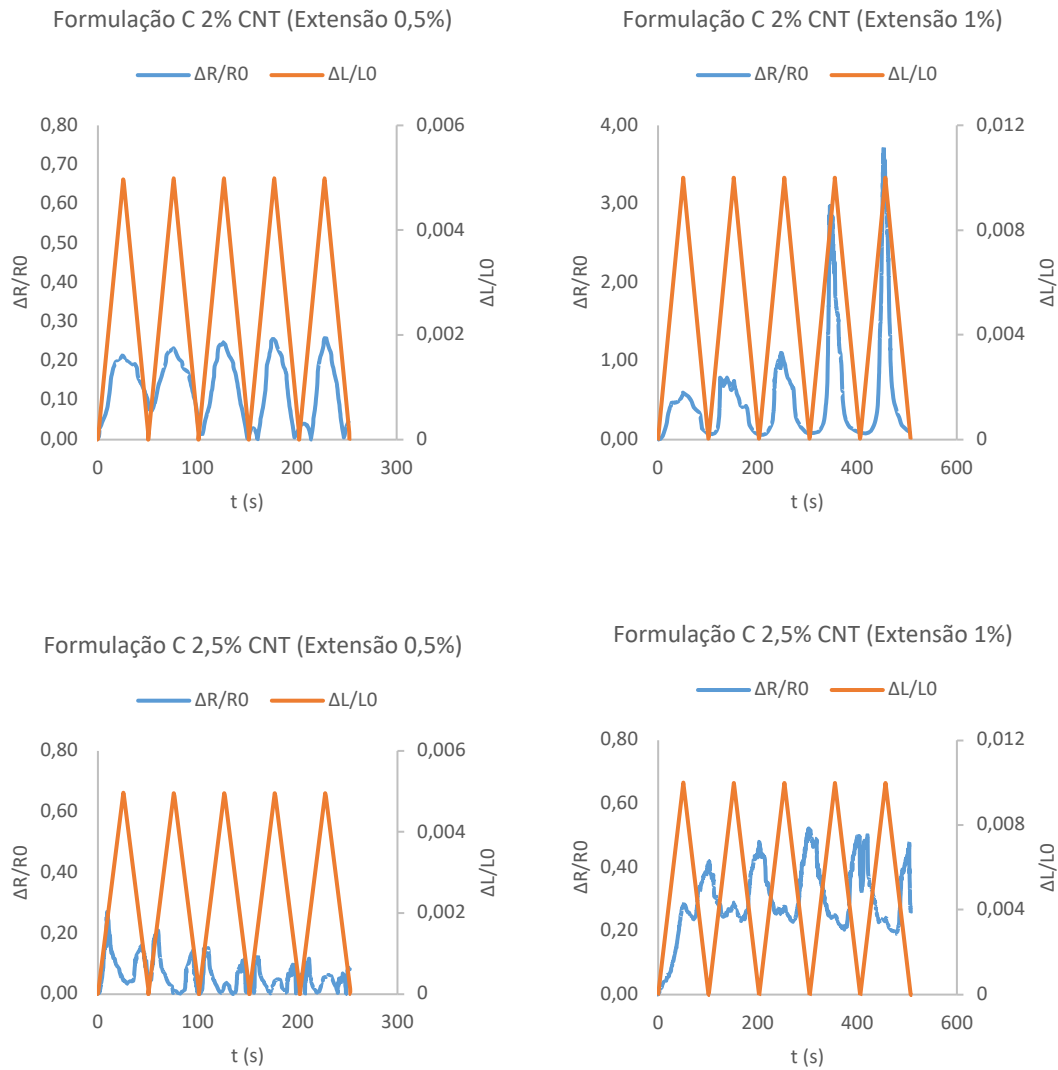 Formulação C 2% CNT (Extensão 0,5%)
ΔR/R0 ΔL/L0
0,80
0,70
0,60
0,50
0,40
0,30
0,20
0,10
0,00
ΔR/R0
0,006
0,004
0,002
0
ΔL/L0
0 100 200 300
t (s)
Formulação C 2% CNT (Extensão 1%)
ΔR/R0 ΔL/L0
4,00
3,00
2,00
1,00
0,00
ΔR/R0
0,012
0,008
0,004
0
ΔL/L0
0 200 400 600
t (s)
Formulação C 2,5% CNT (Extensão 0,5%)
ΔR/R0 ΔL/L0
0,80
0,60
0,40
0,20
0,00
ΔR/R0
0,006
0,004
0,002
0
ΔL/L0
0 100 200 300
t (s)
Formulação C 2,5% CNT (Extensão 1%)
ΔR/R0 ΔL/L0
0,80
0,60
0,40
0,20
0,00
ΔR/R0
0,012
0,008
0,004
0
ΔL/L0
0 200 400 600
t (s)